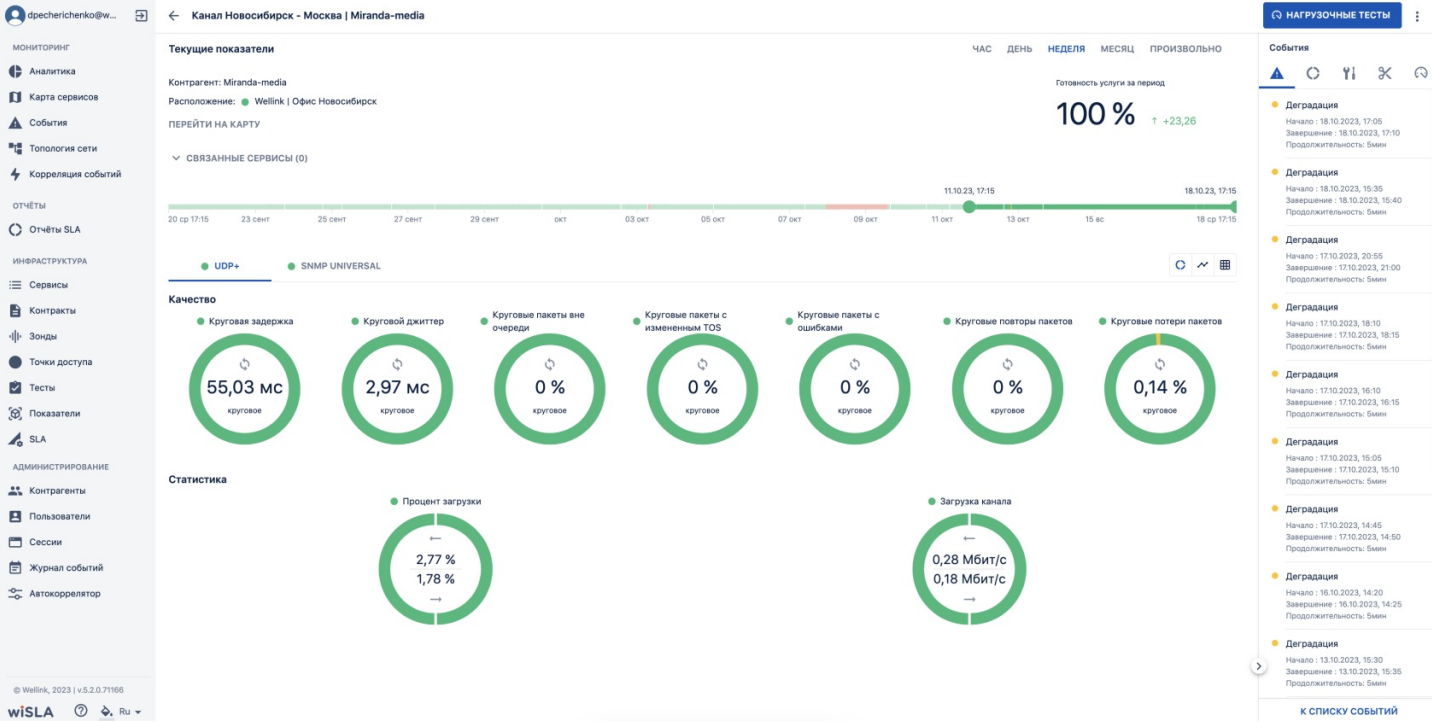 dpecherichenko@w...
МОНИТОРИНГ
Аналитика
Карта сервисов
События
Топология сети
Корреляция событий
ОТЧЁТЫ
Отчёты SLA
ИНФРАСТРУКТУРА
Сервисы
Контракты
Зонды
Точки доступа
Тесты
Показатели
SLA
АДМИНИСТРИРОВАНИЕ
Контрагенты
Пользователи
Сессии
Журнал событий
Автокоррелятор
© Wellink, 2023 | v.5.2.0.71166
wiSLA
Ru
Канал Новосибирск - Москва | Miranda-media
НАГРУЗОЧНЫЕ ТЕСТЫ
Текущие показатели
ЧАС ДЕНЬ НЕДЕЛЯ МЕСЯЦ ПРОИЗВОЛЬНО
Контрагент: Miranda-media
Расположение: Wellink | Офис Новосибирск
ПЕРЕЙТИ НА КАРТУ
Готовность услуги за период
100 % ↑ +23,26
СВЯЗАННЫЕ СЕРВИСЫ (0)
11.10.23, 17:15 18.10.23, 17:15
20 ср 17:15 23 сент 25 сент 27 сент 29 сент окт 03 окт 05 окт 07 окт 09 окт 11 окт 13 окт 15 вс 18 ср 17:15
UDP+ SNMP UNIVERSAL
Качество
Круговая задержка
55,03 мс
круговое
Круговой джиттер
2,97 мс
круговое
Круговые пакеты вне
очереди
0 %
круговое
Круговые пакеты с
измененным TOS
0 %
круговое
Круговые пакеты с
ошибками
0 %
круговое
Круговые повторы пакетов
0 %
круговое
Круговые потери пакетов
0,14 %
круговое
Статистика
Процент загрузки
←
2,77 %
1,78 %
→
Загрузка канала
←
0,28 Мбит/с
0,18 Мбит/с
→
События
Деградация
Начало : 18.10.2023, 17:05
Завершение : 18.10.2023, 17:10
Продолжительность: 5мин
Деградация
Начало : 18.10.2023, 15:35
Завершение : 18.10.2023, 15:40
Продолжительность: 5мин
Деградация
Начало : 17.10.2023, 20:55
Завершение : 17.10.2023, 21:00
Продолжительность: 5мин
Деградация
Начало : 17.10.2023, 18:10
Завершение : 17.10.2023, 18:15
Продолжительность: 5мин
Деградация
Начало : 17.10.2023, 16:10
Завершение : 17.10.2023, 16:15
Продолжительность: 5мин
Деградация
Начало : 17.10.2023, 15:05
Завершение : 17.10.2023, 15:10
Продолжительность: 5мин
Деградация
Начало : 17.10.2023, 14:45
Завершение : 17.10.2023, 14:50
Продолжительность: 5мин
Деградация
Начало : 16.10.2023, 14:20
Завершение : 16.10.2023, 14:25
Продолжительность: 5мин
Деградация
Начало : 13.10.2023, 15:30
Завершение : 13.10.2023, 15:35
Продолжительность: 5мин
К СПИСКУ СОБЫТИЙ